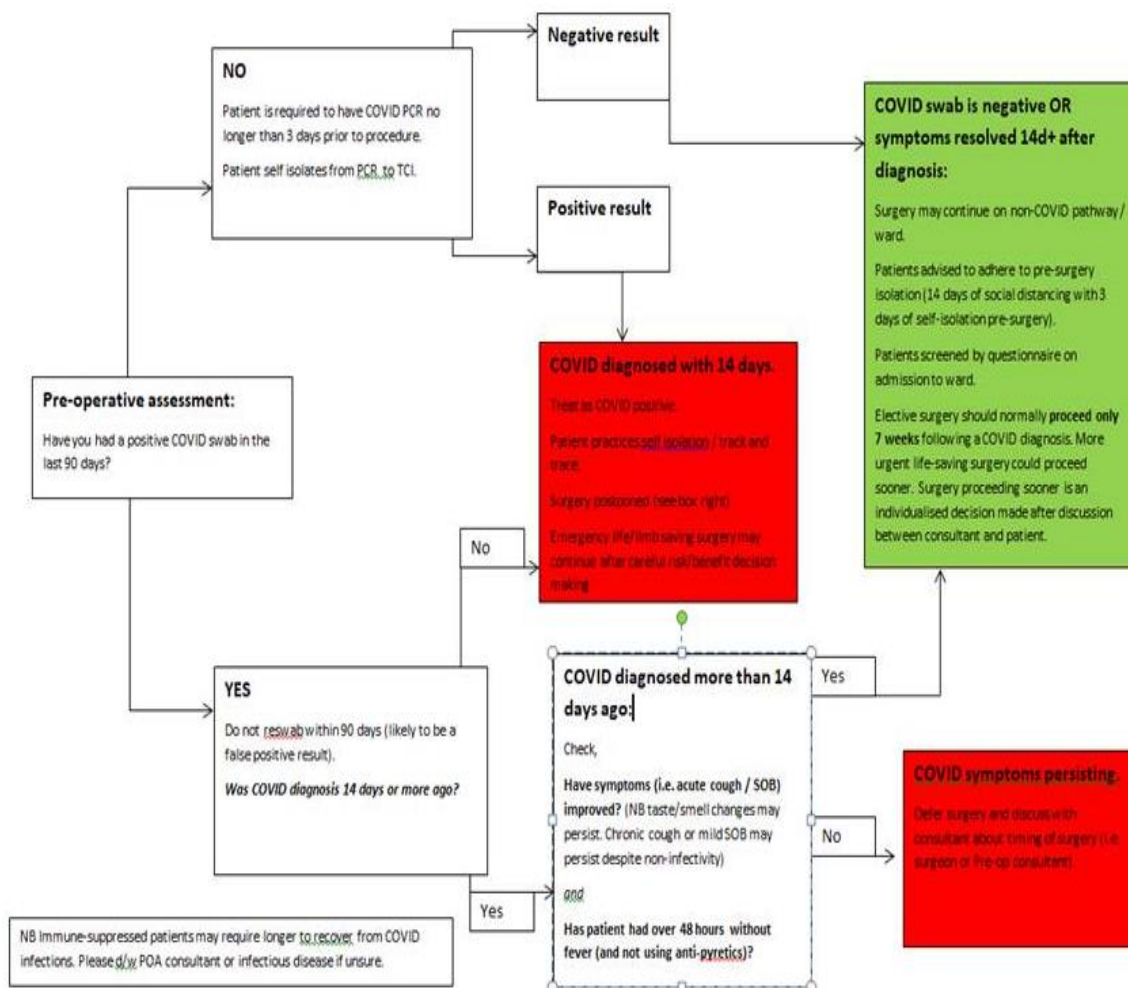 Pre-operative assessment:
Have you had a positive COVID swab in the
last 90 days?
NO
Patient is required to have COVID PCR no
longer than 3 days prior to procedure.
Patient self isolates from PCR to TCI.
Negative result
Positive result
COVID swab is negative OR
symptoms resolved 14d+ after
diagnosis:
Surgery may continue on non-COVID pathway /
ward.
Patients advised to adhere to pre-surgery
isolation (14 days of social distancing with 3
days of self-isolation pre-surgery).
Patients screened by questionnaire on
admission to ward.
Elective surgery should normally proceed only
7 weeks following a COVID diagnosis. More
urgent life-saving surgery could proceed
sooner. Surgery proceeding sooner is an
individualised decision made after discussion
between consultant and patient.
COVID diagnosed with 14 days.
Treat as COVID positive.
Patient practices self isolation / track and
trace.
Surgery postponed (see box right)
Emergency life/limb saving surgery may
continue after careful risk/benefit decision
making
No
YES
Do not reswab within 90 days (likely to be a
false positive result).
Was COVID diagnosis 14 days or more ago?
Yes
COVID diagnosed more than 14
days ago:
Check,
Have symptoms (i.e. acute cough / SOB)
improved? (NB taste/smell changes may
persist. Chronic cough or mild SOB may
persist despite non-infectivity)
and
Has patient had over 48 hours without
fever (and not using anti-pyretics)?
Yes
No
COVID symptoms persisting.
Defer surgery and discuss with
consultant about timing of surgery (i.e.
surgeon or Pre-op consultant)
NB Immune-suppressed patients may require longer to recover from COVID
infections. Please d/w POA consultant or infectious disease if unsure.